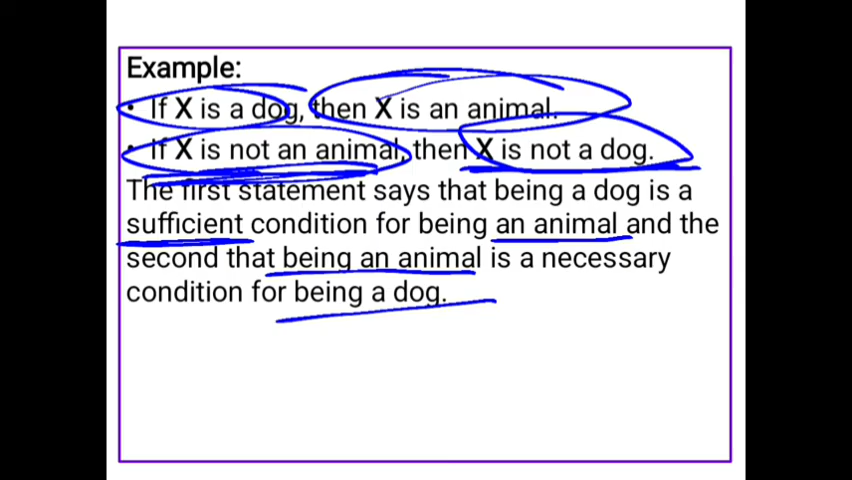 Example:
• If X is a dog, then X is an animal.
• If X is not an animal, then X is not a dog.
The first statement says that being a dog is a
sufficient condition for being an animal and the
second that being an animal is a necessary
condition for being a dog.